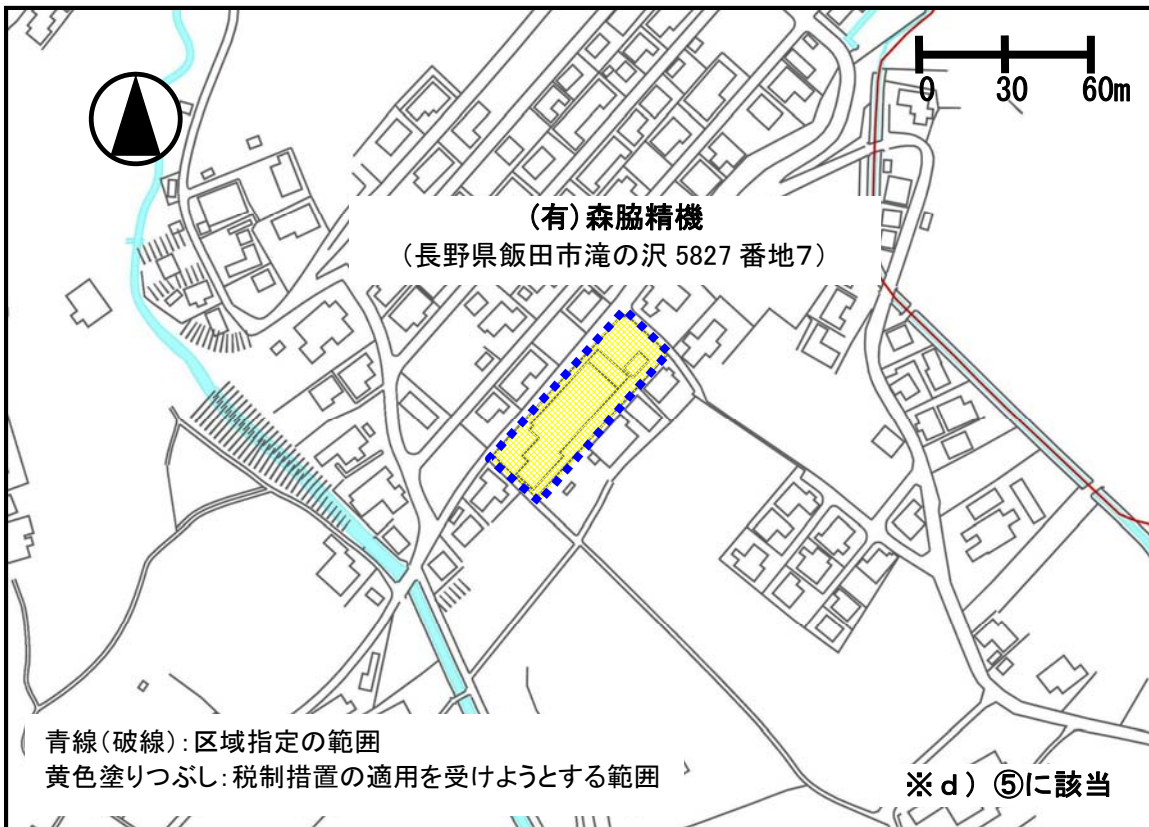 0 30 60m
(有)森脇精機
(長野県飯田市滝の沢 5827 番地7)
青線(破線):区域指定の範囲
黄色塗りつぶし:税制措置の適用を受けようとする範囲
※d) ⑤に該当